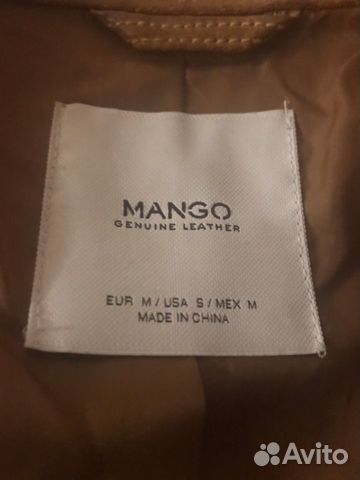 MANGO
GENUINE LEATHER
EUR M / USA S / MEX M
MADE IN CHINA
Avito